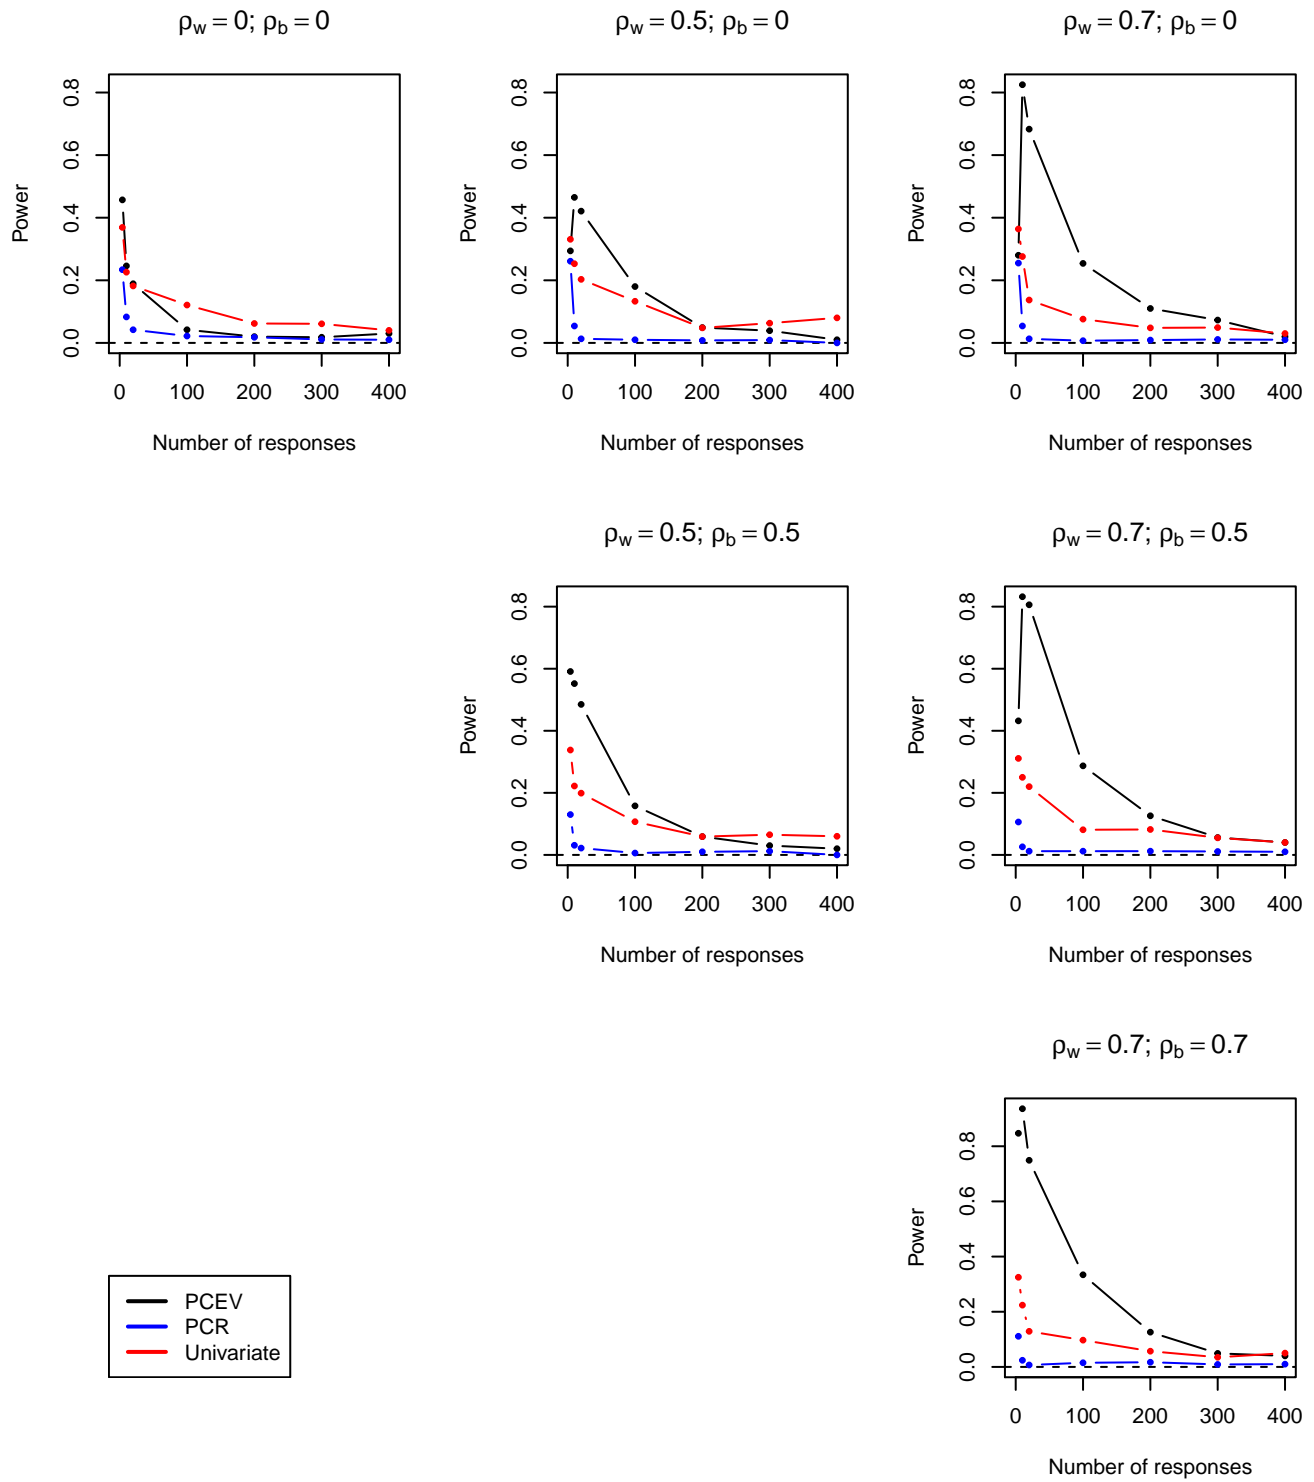 ρw = 0; ρb = 0
ρw = 0.5; ρb = 0
ρw = 0.7; ρb = 0
Power
0.0 0.2 0.4 0.6 0.8
0 100 200 300 400
Number of responses
Power
0.0 0.2 0.4 0.6 0.8
0 100 200 300 400
Number of responses
Power
0.0 0.2 0.4 0.6 0.8
0 100 200 300 400
Number of responses
ρw = 0.5; ρb = 0.5
ρw = 0.7; ρb = 0.5
Power
0.0 0.2 0.4 0.6 0.8
0 100 200 300 400
Number of responses
Power
0.0 0.2 0.4 0.6 0.8
0 100 200 300 400
Number of responses
ρw = 0.7; ρb = 0.7
Power
0.0 0.2 0.4 0.6 0.8
0 100 200 300 400
Number of responses
PCEV
PCR
Univariate